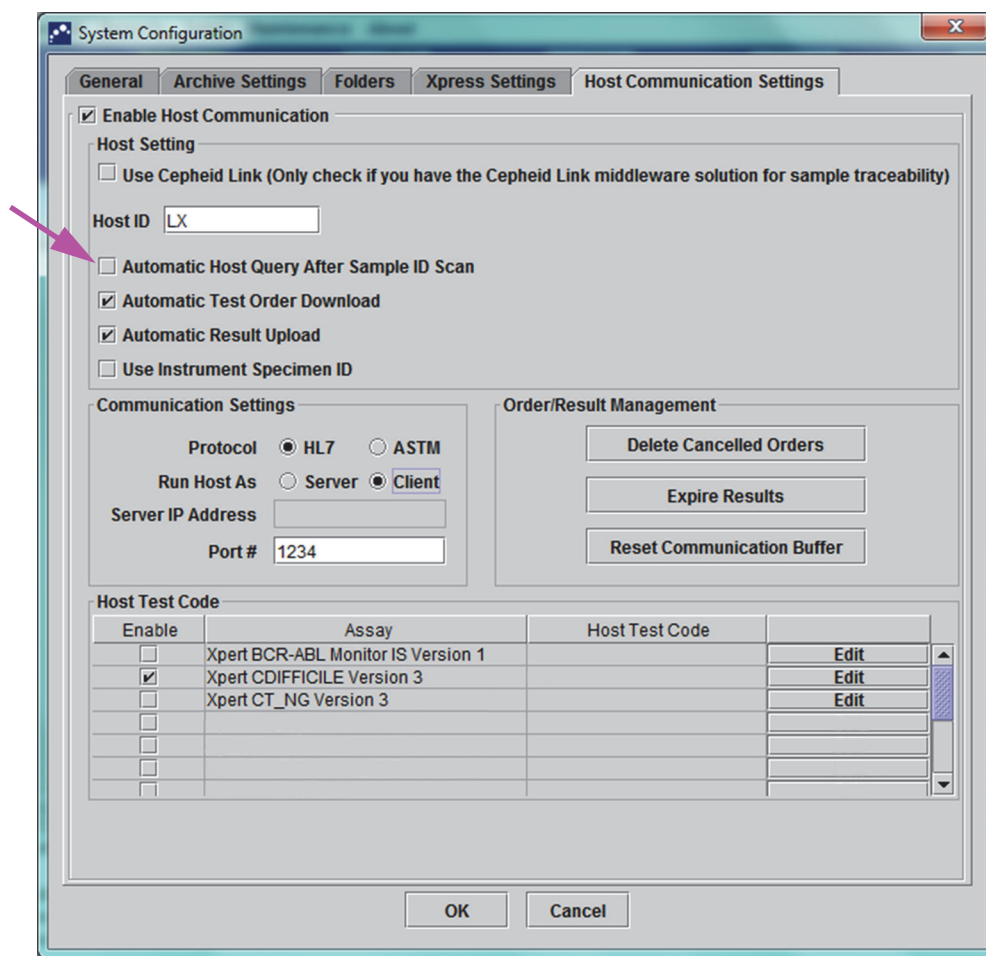 System Configuration
General Archive Settings Folders Xpress Settings Host Communication Settings
Enable Host Communication
Host Setting
Use Cepheid Link (Only check if you have the Cepheid Link middleware solution for sample traceability)
Host ID LX
Automatic Host Query After Sample ID Scan
Automatic Test Order Download
Automatic Result Upload
Use Instrument Specimen ID
Communication Settings
Protocol HL7 ASTM
Run Host As Server Client
Server IP Address
Port # 1234
Order/Result Management
Delete Cancelled Orders
Expire Results
Reset Communication Buffer
Host Test Code
Enable Assay Host Test Code
Xpert BCR-ABL Monitor IS Version 1 Edit
Xpert CDIFFICILE Version 3 Edit
Xpert CT_NG Version 3 Edit
OK Cancel